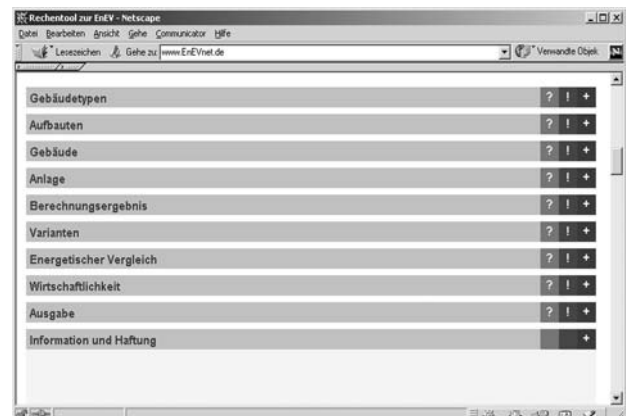 Rechentool zur EnEV - Netscape
Datei Bearbeiten Ansicht Gehe Communicator Hilfe
Lesezeichen Gehe zu: www.EnEVnet.de Verwandte Objek N
Gebäudetypen ? ! +
Aufbauten ? ! +
Gebäude ? ! +
Anlage ? ! +
Berechnungsergebnis ? ! +
Varianten ? ! +
Energetischer Vergleich ? ! +
Wirtschaftlichkeit ? ! +
Ausgabe ? ! +
Information und Haftung +